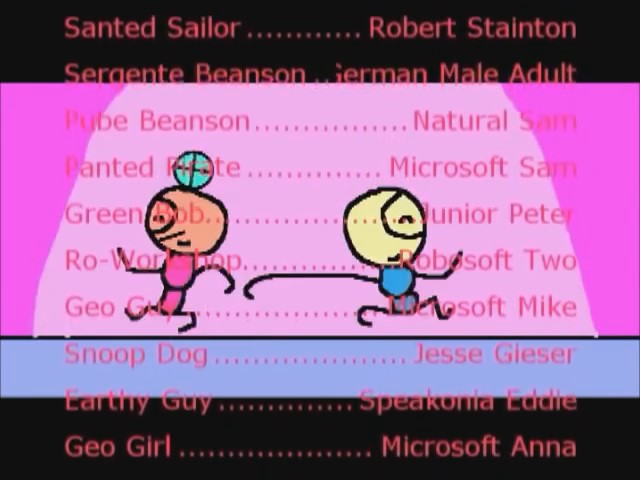 Santed Sailor ............ Robert Stainton
Sergente Beanson .. German Male Adult
Pube Beanson................ Natural Sam
Panted Pirate .............. Microsoft Sam
Green Bob...................... Junior Peter
Ro-Workshop................ Robosoft Two
Geo Guy .................. Microsoft Mike
Snoop Dog .................... Jesse Gieser
Earthy Guy .............. Speakonia Eddie
Geo Girl .................... Microsoft Anna